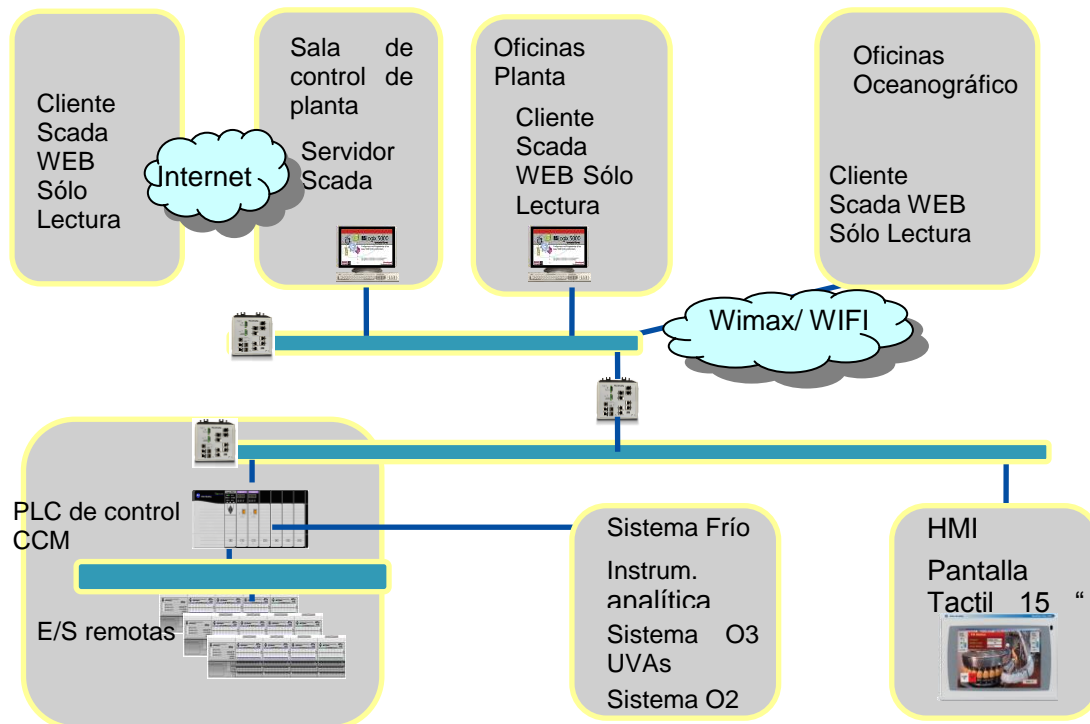 Cliente
Scada
WEB
Sólo
Lectura
Internet
Sala de
control de
planta
Servidor
Scada
Oficinas
Planta
Cliente
Scada
WEB Sólo
Lectura
Oficinas
Oceanográfico
Cliente
Scada WEB
Sólo Lectura
Wimax/ WIFI
PLC de control
CCM
E/S remotas
Sistema Frío
Instrum.
analítica
Sistema O3
UVAs
Sistema O2
HMI
Pantalla
Tactil 15 “